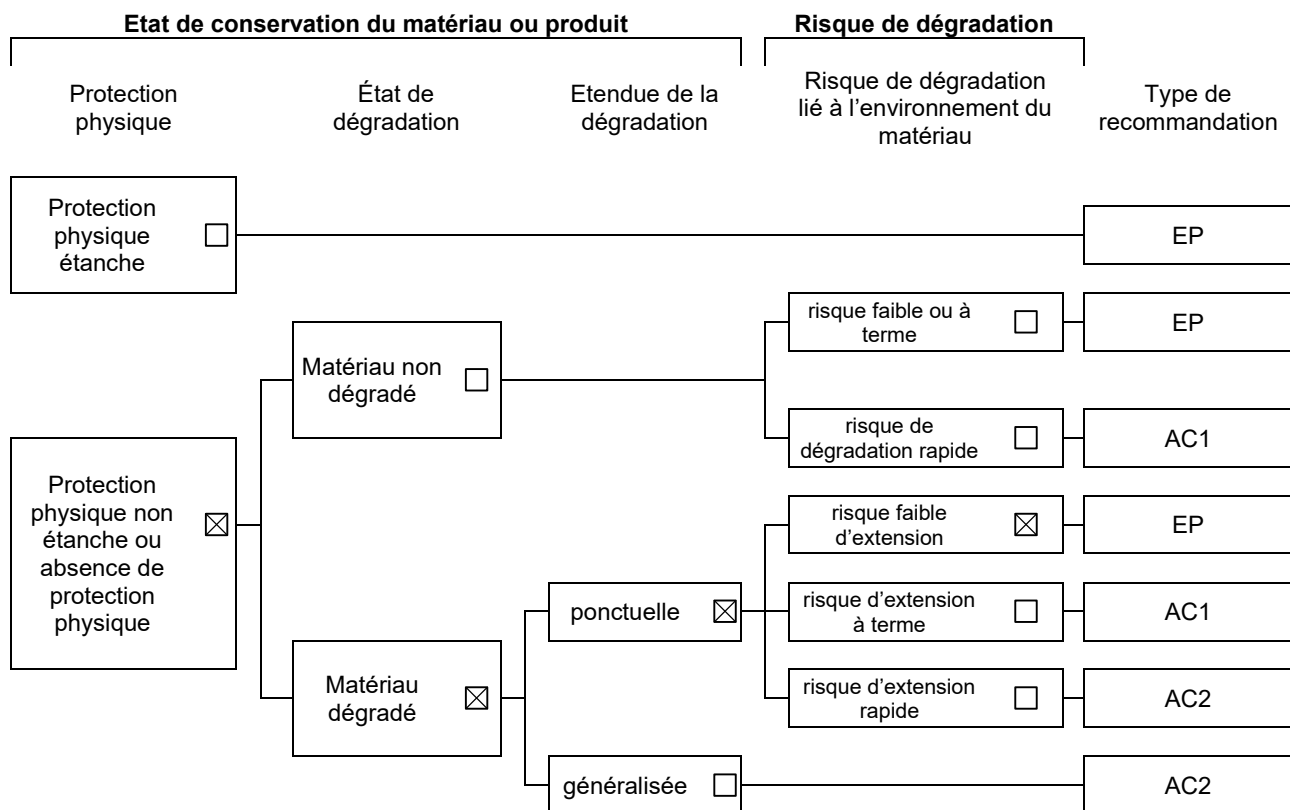 Etat de conservation du matériau ou produit
Risque de dégradation
Protection
physique
État de
dégradation
Etendue de la
dégradation
Risque de dégradation
lié à l'environnement du
matériau
Type de
recommandation
Protection
physique
étanche
EP
risque faible ou à
terme
EP
Matériau non
dégradé
risque de
dégradation rapide
AC1
Protection
physique non
étanche ou
absence de
protection
physique
risque faible
d'extension
EP
ponctuelle
risque d'extension
à terme
AC1
Matériau
dégradé
risque d'extension
rapide
AC2
généralisée
AC2